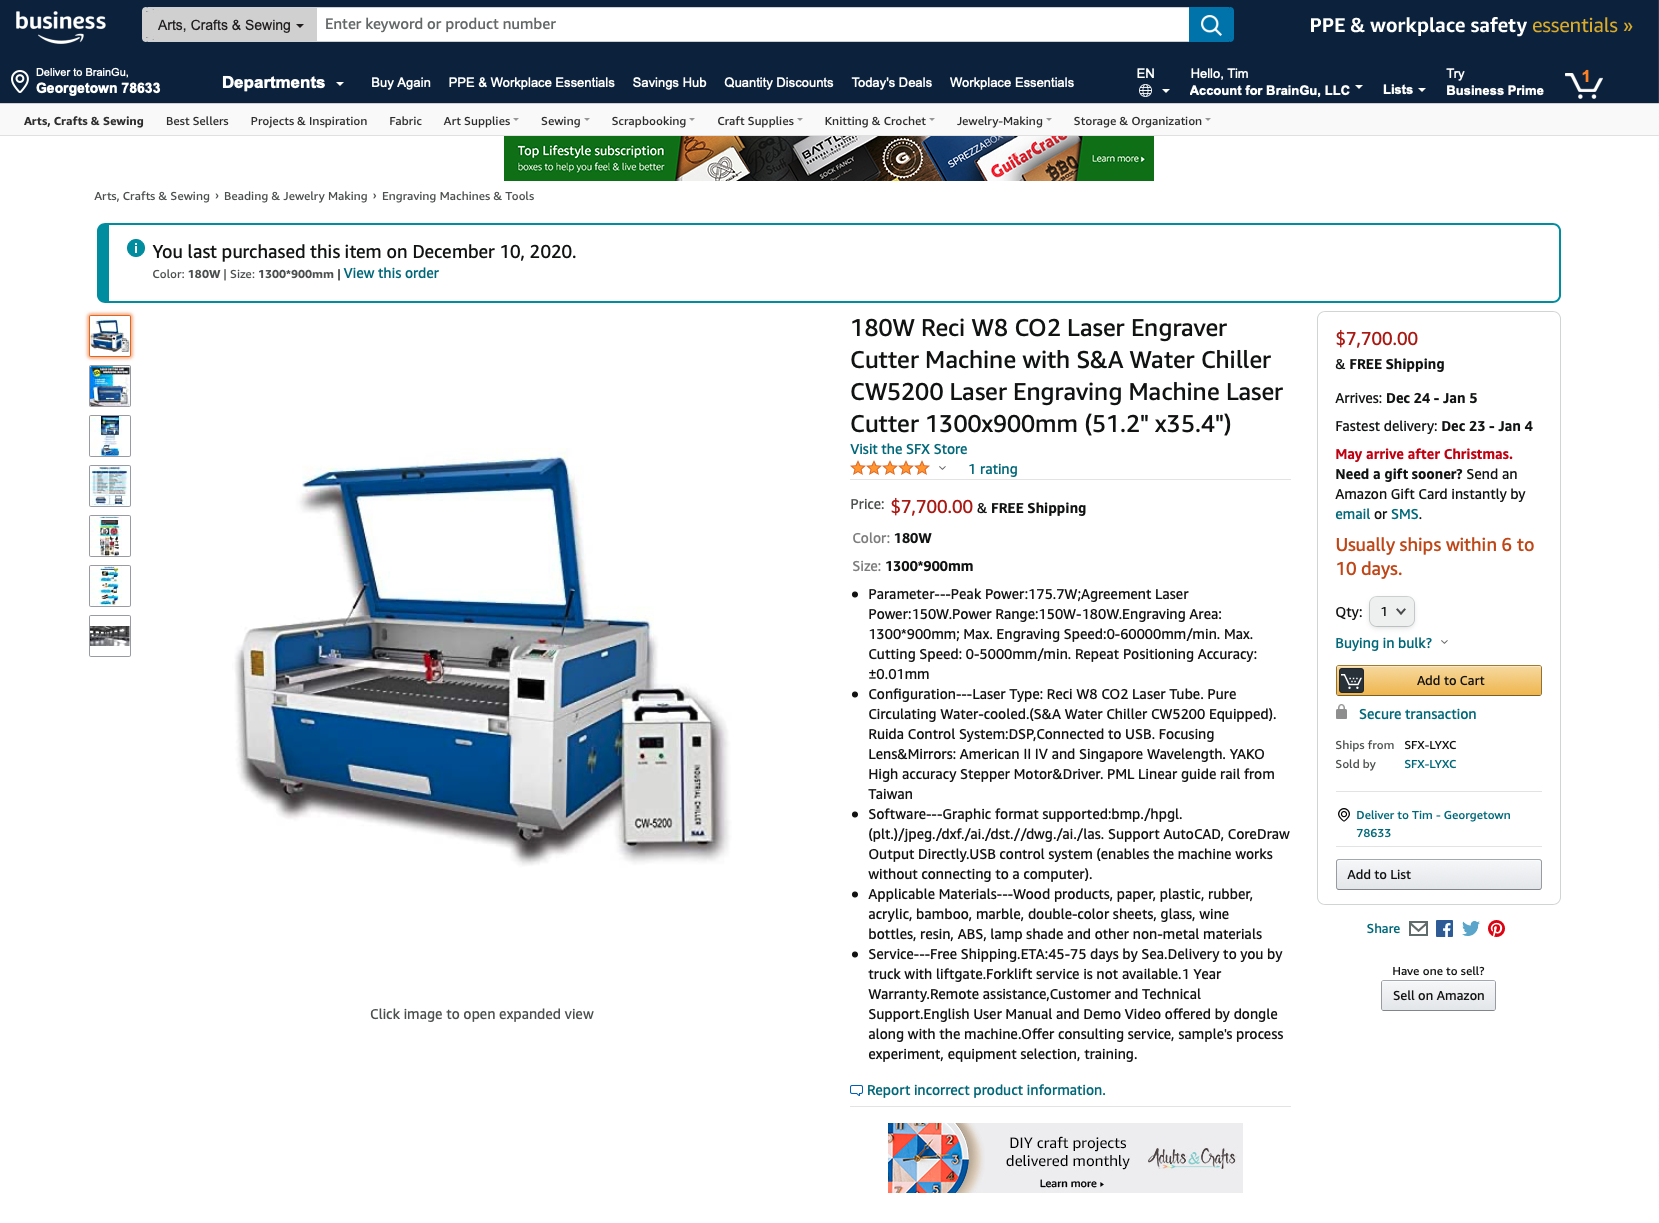 business
Arts, Crafts & Sewing
Enter keyword or product number
PPE & workplace safety essentials »
Deliver to BrainGu,
Georgetown 78633
Departments
Buy Again
PPE & Workplace Essentials
Savings Hub
Quantity Discounts
Today's Deals
Workplace Essentials
EN
Hello, Tim
Account for BrainGu, LLC
Lists
Try
Business Prime
1
Arts, Crafts & Sewing
Best Sellers
Projects & Inspiration
Fabric
Art Supplies
Sewing
Scrapbooking
Craft Supplies
Knitting & Crochet
Jewelry-Making
Storage & Organization
Top Lifestyle subscription
boxes to help you feel & live better
SOCK FANCY
SPREZZABOX
GuitarCrate
BBQ
Learn more
Arts, Crafts & Sewing › Beading & Jewelry Making › Engraving Machines & Tools
You last purchased this item on December 10, 2020.
Color: 180W | Size: 1300*900mm | View this order
CW-5200
INDUSTRIAL CHILLER
S&A
Click image to open expanded view
180W Reci W8 CO2 Laser Engraver
Cutter Machine with S&A Water Chiller
CW5200 Laser Engraving Machine Laser
Cutter 1300x900mm (51.2" x35.4")
Visit the SFX Store
1 rating
Price: $7,700.00 & FREE Shipping
Color: 180W
Size: 1300*900mm
• Parameter---Peak Power:175.7W;Agreement Laser
Power:150W.Power Range:150W-180W.Engraving Area:
1300*900mm; Max. Engraving Speed:0-60000mm/min. Max.
Cutting Speed: 0-5000mm/min. Repeat Positioning Accuracy:
±0.01mm
• Configuration---Laser Type: Reci W8 CO2 Laser Tube. Pure
Circulating Water-cooled.(S&A Water Chiller CW5200 Equipped).
Ruida Control System:DSP,Connected to USB. Focusing
Lens&Mirrors: American II IV and Singapore Wavelength. YAKO
High accuracy Stepper Motor&Driver. PML Linear guide rail from
Taiwan
• Software---Graphic format supported:bmp./hpgl.
(plt.)/jpeg./dxf./ai./dst.//dwg./ai./las. Support AutoCAD, CoreDraw
Output Directly.USB control system (enables the machine works
without connecting to a computer).
• Applicable Materials---Wood products, paper, plastic, rubber,
acrylic, bamboo, marble, double-color sheets, glass, wine
bottles, resin, ABS, lamp shade and other non-metal materials
• Service---Free Shipping.ETA:45-75 days by Sea.Delivery to you by
truck with liftgate.Forklift service is not available.1 Year
Warranty.Remote assistance,Customer and Technical
Support.English User Manual and Demo Video offered by dongle
along with the machine.Offer consulting service, sample's process
experiment, equipment selection, training.
Report incorrect product information.
DIY craft projects
delivered monthly
Learn more
Adults & Crafts
$7,700.00
& FREE Shipping
Arrives: Dec 24 - Jan 5
Fastest delivery: Dec 23 - Jan 4
May arrive after Christmas.
Need a gift sooner? Send an
Amazon Gift Card instantly by
email or SMS.
Usually ships within 6 to
10 days.
Qty: 1
Buying in bulk?
Add to Cart
Secure transaction
Ships from SFX-LYXC
Sold by SFX-LYXC
Deliver to Tim - Georgetown
78633
Add to List
Share
Have one to sell?
Sell on Amazon